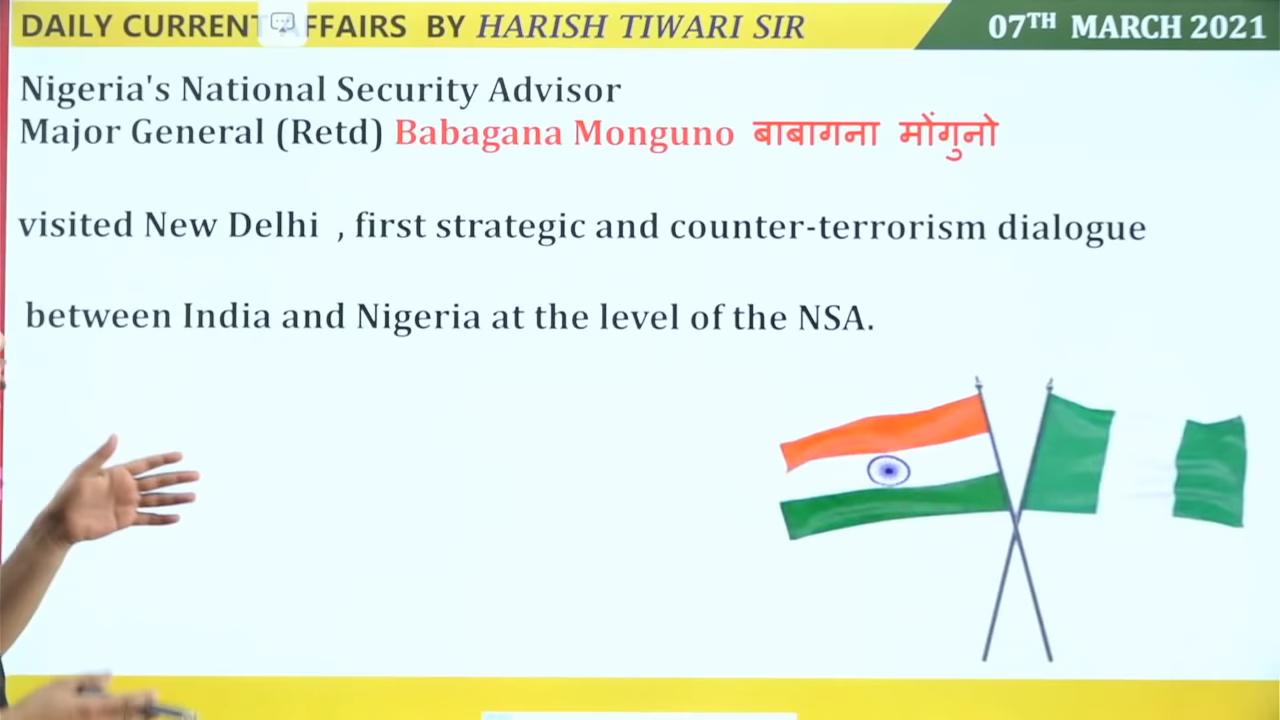 DAILY CURRENT AFFAIRS BY HARISH TIWARI SIR
07TH MARCH 2021
Nigeria's National Security Advisor
Major General (Retd) Babagana Monguno बाबागना मोंगुनो
visited New Delhi , first strategic and counter-terrorism dialogue
between India and Nigeria at the level of the NSA.